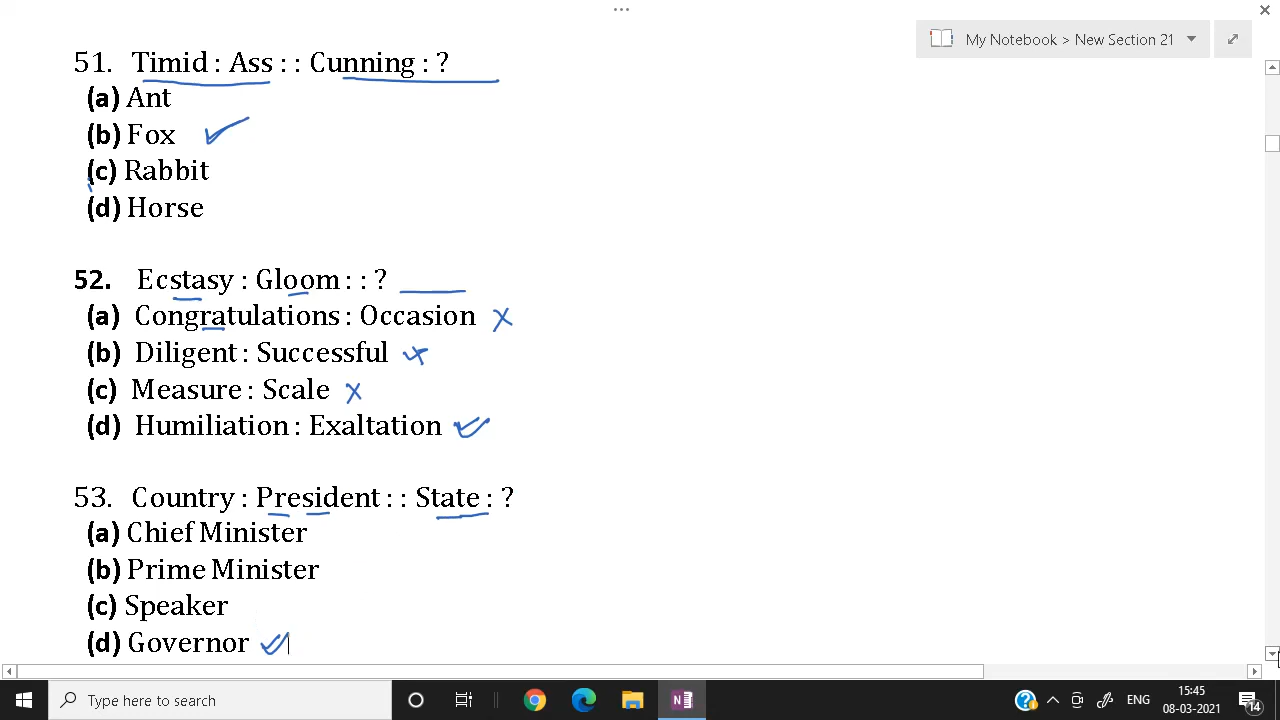 ...
My Notebook > New Section 21
51. Timid : Ass : : Cunning : ?
(a) Ant
(b) Fox
(c) Rabbit
(d) Horse
52. Ecstasy : Gloom : : ?
(a) Congratulations : Occasion
(b) Diligent : Successful
(c) Measure : Scale
(d) Humiliation : Exaltation
53. Country : President : : State : ?
(a) Chief Minister
(b) Prime Minister
(c) Speaker
(d) Governor
Type here to search
ENG
15:45
08-03-2021
14